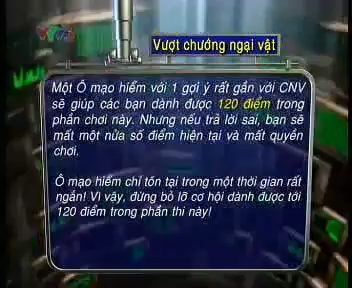 VTV3
Vượt chướng ngại vật
Một Ô mạo hiểm với 1 gợi ý rất gần với CNV
sẽ giúp các bạn dành được 120 điểm trong
phần chơi này. Nhưng nếu trả lời sai, bạn sẽ
mất một nửa số điểm hiện tại và mất quyền
chơi.
Ô mạo hiểm chỉ tồn tại trong một thời gian rất
ngắn! Vì vậy, đừng bỏ lỡ cơ hội dành được tới
120 điểm trong phần thi này!